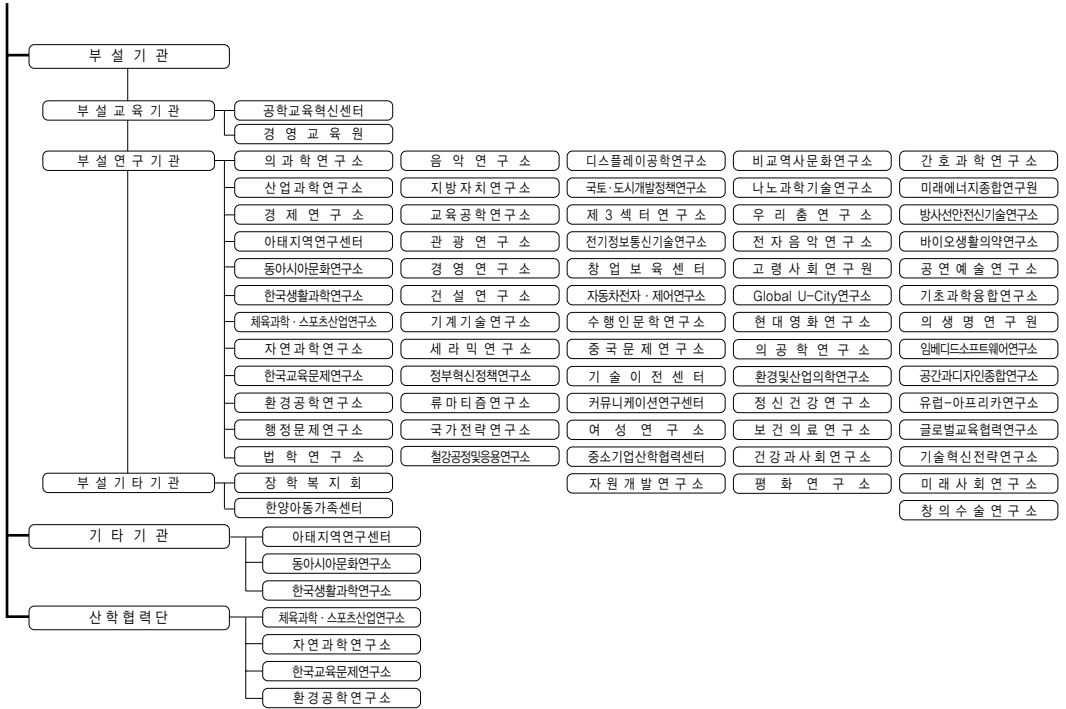 부 설 기 관
부 설 교 육 기 관
공학교육혁신센터
경 영 교 육 원
부 설 연 구 기 관
의 과 학 연 구 소
음 악 연 구 소
디스플레이공학연구소
비교역사문화연구소
간 호 과 학 연 구 소
산 업 과 학 연 구 소
지 방 자 치 연 구 소
국토·도시개발정책연구소
나노과학기술연구소
미래에너지종합연구원
경 제 연 구 소
교 육 공 학 연 구 소
제 3 섹 터 연 구 소
우 리 춤 연 구 소
방사선안전신기술연구소
아태지역연구센터
관 광 연 구 소
전기정보통신기술연구소
전 자 음 악 연 구 소
바이오생활의약연구소
동아시아문화연구소
경 영 연 구 소
창 업 보 육 센 터
고 령 사 회 연 구 원
공 연 예 술 연 구 소
한국생활과학연구소
건 설 연 구 소
자동차전자·제어연구소
Global U-City연구소
기초과학융합연구소
체육과학·스포츠산업연구소
기 계 기 술 연 구 소
수 행 인 문 학 연 구 소
현 대 영 화 연 구 소
의 생 명 연 구 원
자 연 과 학 연 구 소
세 라 믹 연 구 소
중 국 문 제 연 구 소
의 공 학 연 구 소
임베디드소프트웨어연구소
한국교육문제연구소
정부혁신정책연구소
기 술 이 전 센 터
환경및산업의학연구소
공간과디자인종합연구소
환 경 공 학 연 구 소
류 마 티 즘 연 구 소
커뮤니케이션연구센터
정 신 건 강 연 구 소
유럽-아프리카연구소
행 정 문 제 연 구 소
국 가 전 략 연 구 소
여 성 연 구 소
보 건 의 료 연 구 소
글로벌교육협력연구소
법 학 연 구 소
철강공정및응용연구소
중소기업산학협력센터
건 강 과 사 회 연 구 소
기술혁신전략연구소
부 설 기 타 기 관
장 학 복 지 회
자 원 개 발 연 구 소
평 화 연 구 소
미 래 사 회 연 구 소
한양아동가족센터
창 의 수 술 연 구 소
기 타 기 관
아태지역연구센터
동아시아문화연구소
한국생활과학연구소
산 학 협 력 단
체육과학·스포츠산업연구소
자 연 과 학 연 구 소
한국교육문제연구소
환 경 공 학 연 구 소